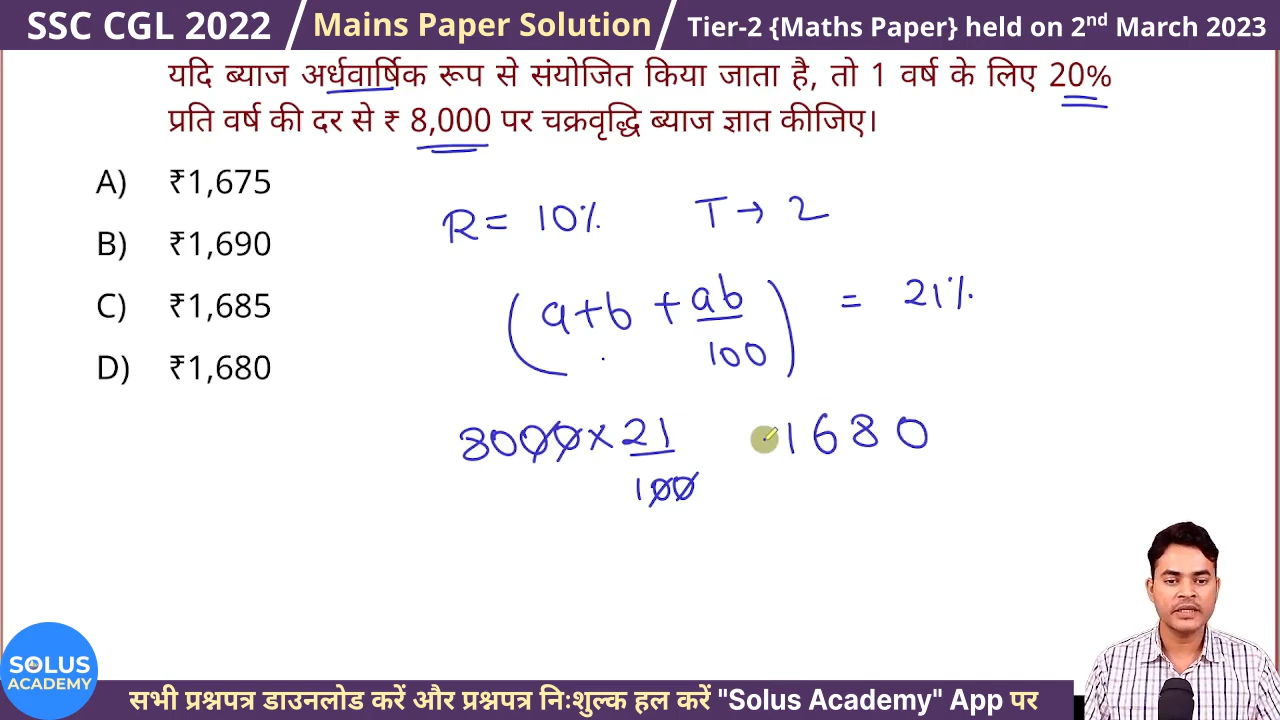 SSC CGL 2022 / Mains Paper Solution / Tier-2 {Maths Paper} held on 2nd March 2023
यदि ब्याज अर्धवार्षिक रूप से संयोजित किया जाता है, तो 1 वर्ष के लिए 20%
प्रति वर्ष की दर से ₹ 8,000 पर चक्रवृद्धि ब्याज ज्ञात कीजिए।
A) ₹1,675
B) ₹1,690
C) ₹1,685
D) ₹1,680
R = 10% T → 2
(a+b + ab/100) = 21%
8000 × 21/100 1680
SOLUS
ACADEMY
सभी प्रश्नपत्र डाउनलोड करें और प्रश्नपत्र निःशुल्क हल करें "Solus Academy" App पर